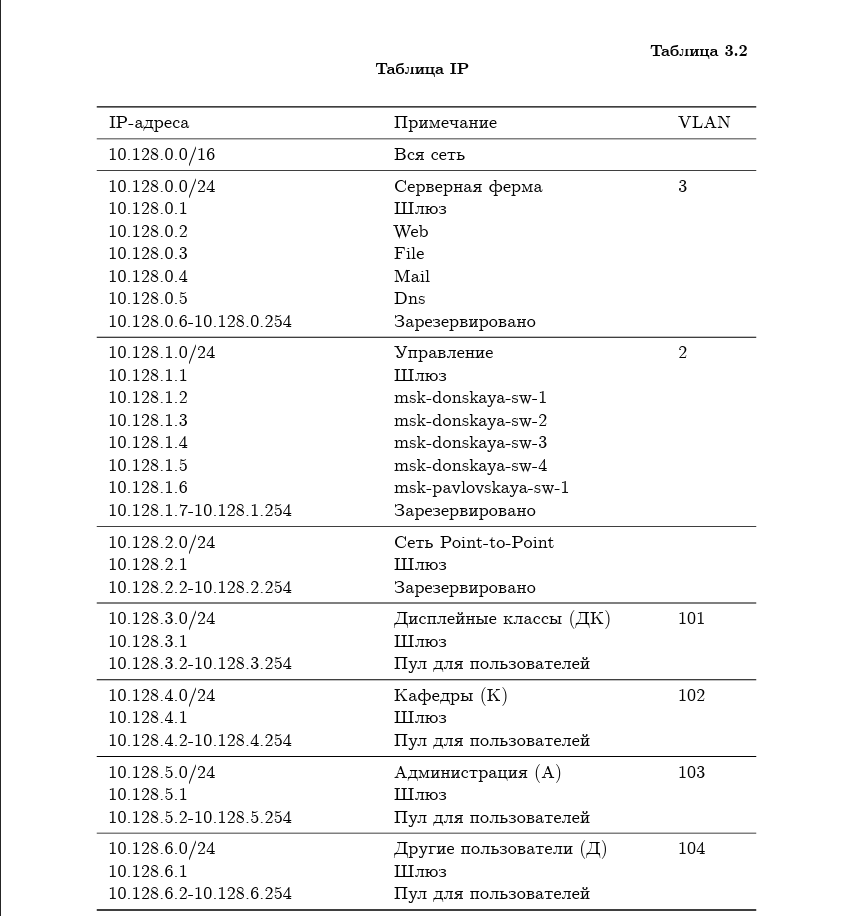 Таблица 3.2
Таблица IP
IP-адреса Примечание VLAN
10.128.0.0/16 Вся сеть
10.128.0.0/24 Серверная ферма 3
10.128.0.1 Шлюз
10.128.0.2 Web
10.128.0.3 File
10.128.0.4 Mail
10.128.0.5 Dns
10.128.0.6-10.128.0.254 Зарезервировано
10.128.1.0/24 Управление 2
10.128.1.1 Шлюз
10.128.1.2 msk-donskaya-sw-1
10.128.1.3 msk-donskaya-sw-2
10.128.1.4 msk-donskaya-sw-3
10.128.1.5 msk-donskaya-sw-4
10.128.1.6 msk-pavlovskaya-sw-1
10.128.1.7-10.128.1.254 Зарезервировано
10.128.2.0/24 Сеть Point-to-Point
10.128.2.1 Шлюз
10.128.2.2-10.128.2.254 Зарезервировано
10.128.3.0/24 Дисплейные классы (ДК) 101
10.128.3.1 Шлюз
10.128.3.2-10.128.3.254 Пул для пользователей
10.128.4.0/24 Кафедры (К) 102
10.128.4.1 Шлюз
10.128.4.2-10.128.4.254 Пул для пользователей
10.128.5.0/24 Администрация (А) 103
10.128.5.1 Шлюз
10.128.5.2-10.128.5.254 Пул для пользователей
10.128.6.0/24 Другие пользователи (Д) 104
10.128.6.1 Шлюз
10.128.6.2-10.128.6.254 Пул для пользователей